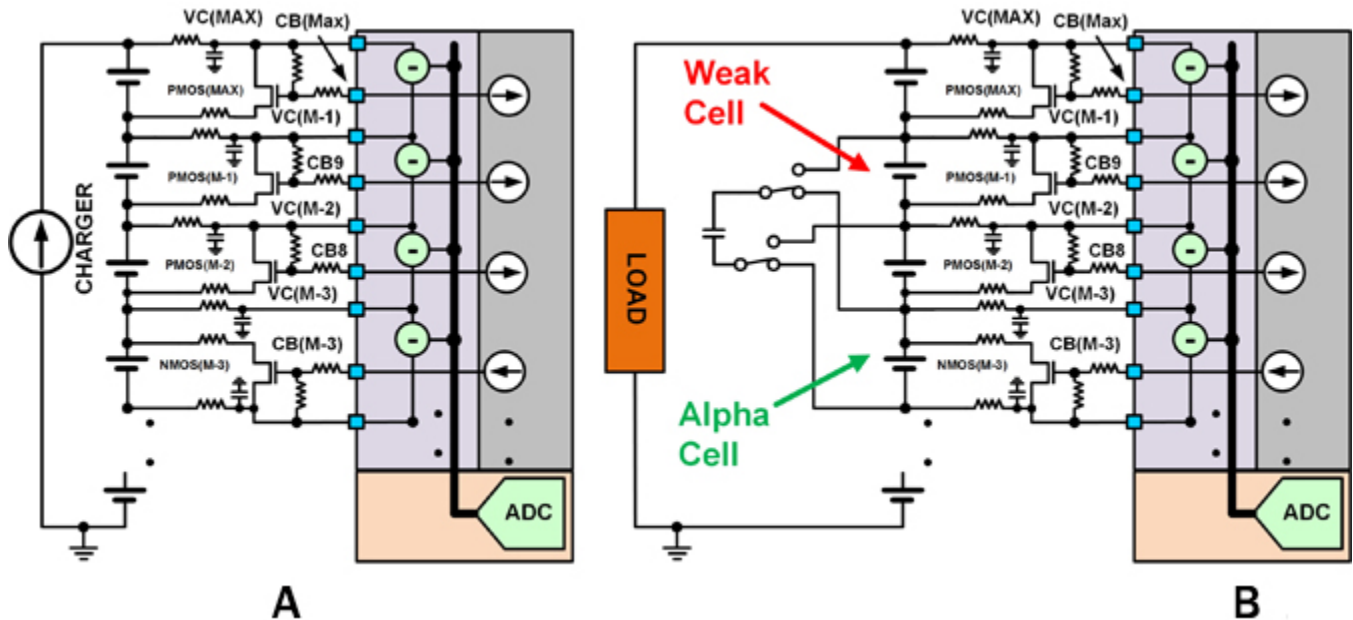 VC(MAX)
CB(Max)
PMOS(MAX)
VC(M-1)
CB9
PMOS(M-1)
VC(M-2)
CB8
PMOS(M-2)
VC(M-3)
CB(M-3)
NMOS(M-3)
CHARGER
ADC
A
VC(MAX)
CB(Max)
Weak
Cell
PMOS(MAX)
VC(M-1)
CB9
PMOS(M-1)
VC(M-2)
CB8
PMOS(M-2)
VC(M-3)
LOAD
CB(M-3)
NMOS(M-3)
Alpha
Cell
ADC
B